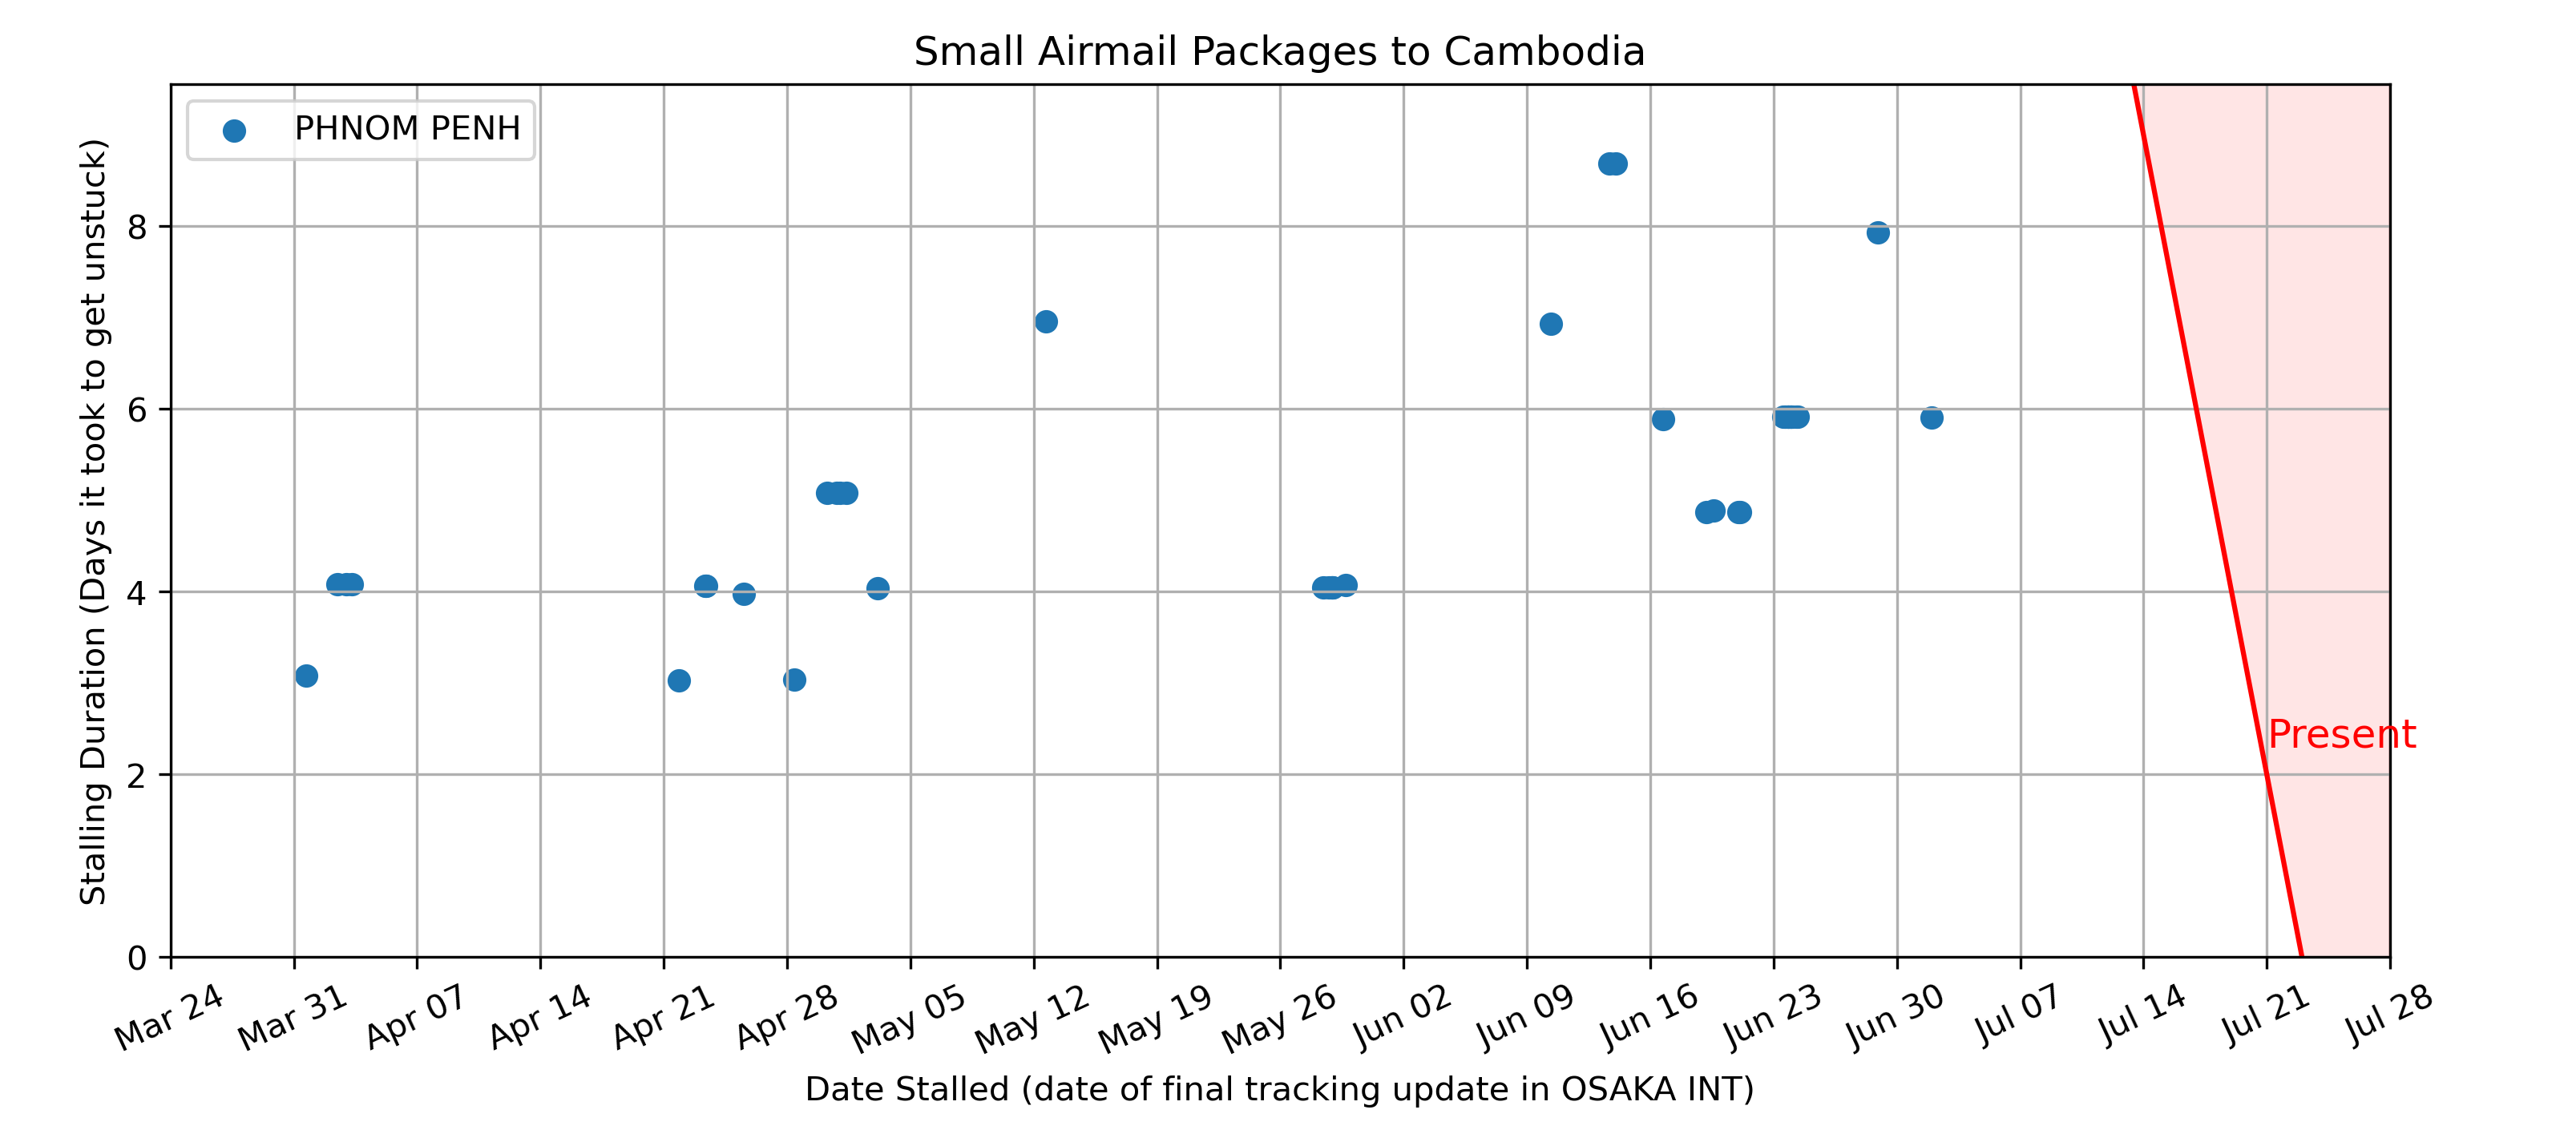 Small Airmail Packages to Cambodia
PHNOM PENH
Stalling Duration (Days it took to get unstuck)
8
6
4
2
0
Present
Mar 24
Mar 31
Apr 07
Apr 14
Apr 21
Apr 28
May 05
May 12
May 19
May 26
Jun 02
Jun 09
Jun 16
Jun 23
Jun 30
Jul 07
Jul 14
Jul 21
Jul 28
Date Stalled (date of final tracking update in OSAKA INT)